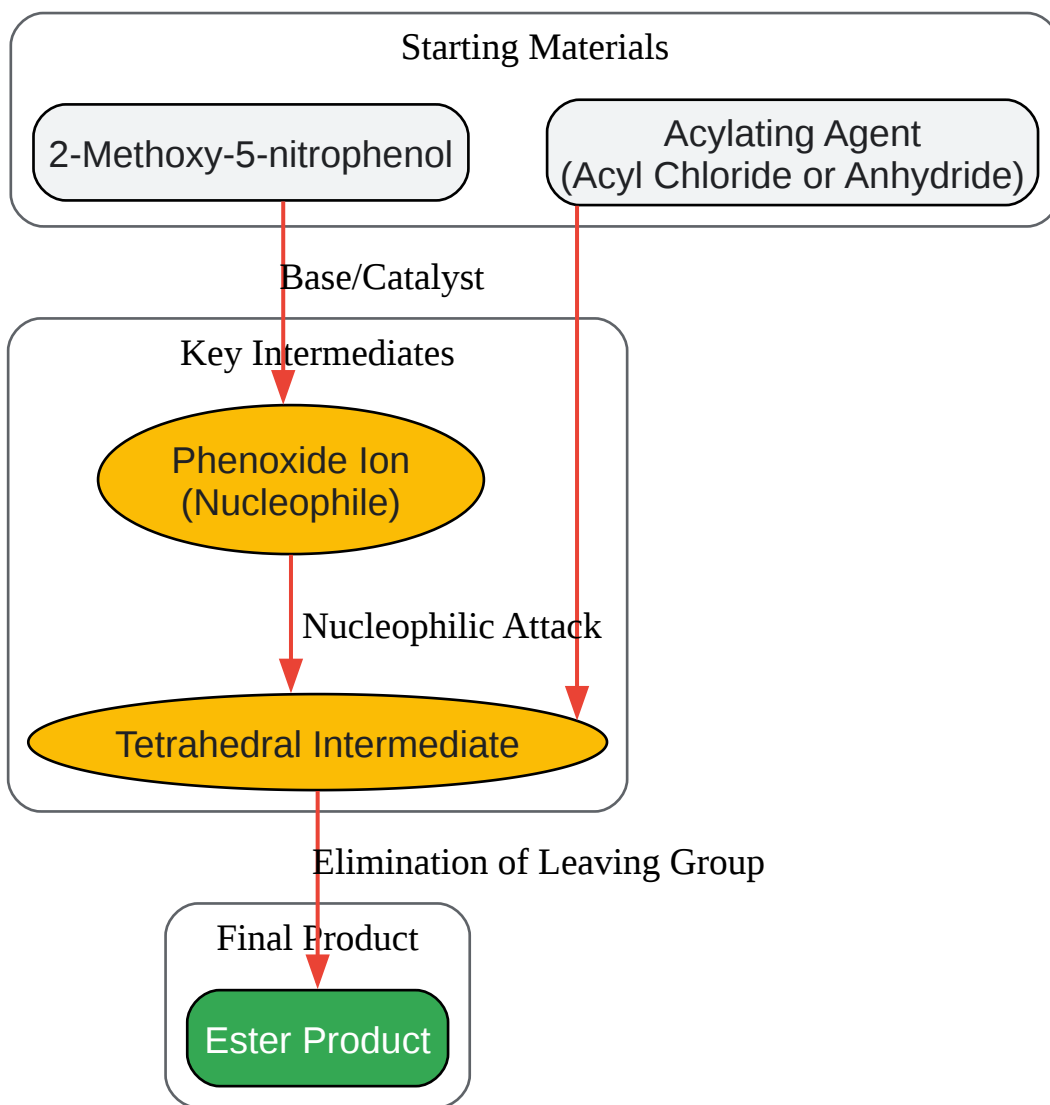 Starting Materials
2-Methoxy-5-nitrophenol
Acylating Agent
(Acyl Chloride or Anhydride)
Base/Catalyst
Key Intermediates
Phenoxide Ion
(Nucleophile)
Nucleophilic Attack
Tetrahedral Intermediate
Elimination of Leaving Group
Final Product
Ester Product